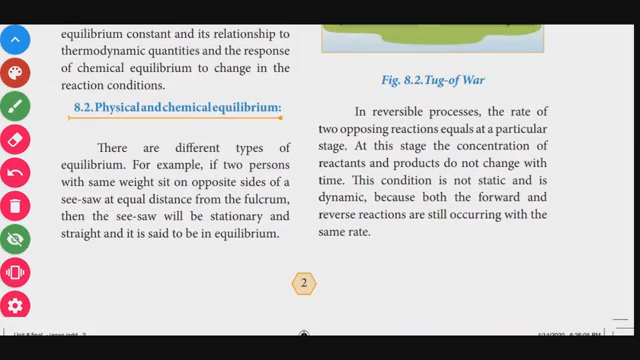 equilibrium constant and its relationship to
thermodynamic quantities and the response
of chemical equilibrium to change in the
reaction conditions.
8.2. Physical and chemical equilibrium:
There are different types of
equilibrium. For example, if two persons
with same weight sit on opposite sides of a
see-saw at equal distance from the fulcrum,
then the see-saw will be stationary and
straight and it is said to be in equilibrium.
Fig. 8.2.Tug-of War
In reversible processes, the rate of
two opposing reactions equals at a particular
stage. At this stage the concentration of
reactants and products do not change with
time. This condition is not static and is
dynamic, because both the forward and
reverse reactions are still occurring with the
same rate.
2